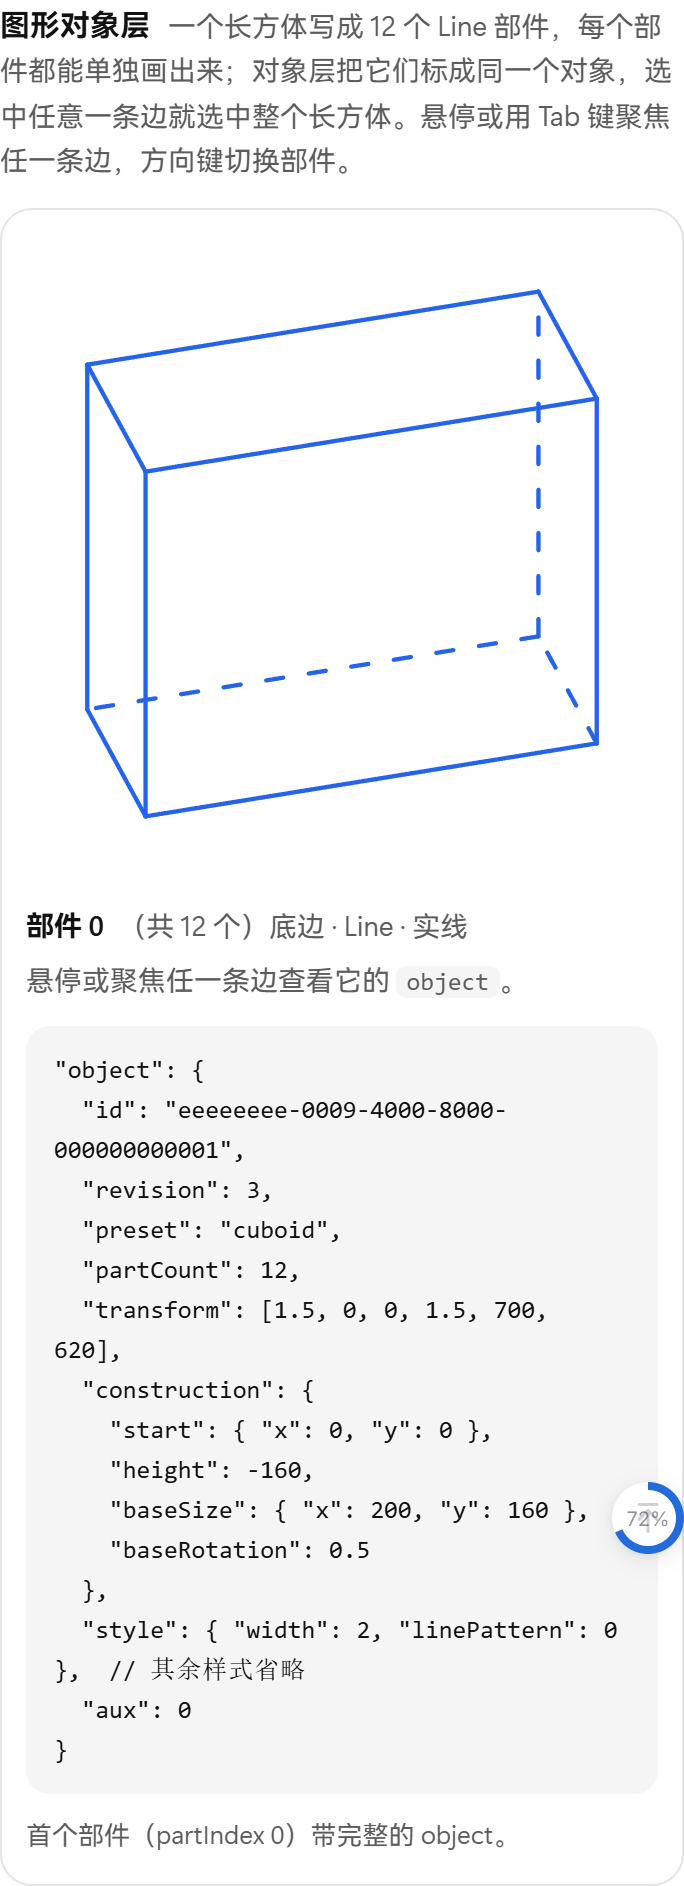 图形对象层 一个长方体写成 12 个 Line 部件，每个部
件都能单独画出来；对象层把它们标成同一个对象，选
中任意一条边就选中整个长方体。悬停或用 Tab 键聚焦
任一条边，方向键切换部件。
部件 0 （共 12 个）底边 · Line · 实线
悬停或聚焦任一条边查看它的 object 。
"object": {
"id": "eeeeeeee-0009-4000-8000-
000000000001",
"revision": 3,
"preset": "cuboid",
"partCount": 12,
"transform": [1.5, 0, 0, 1.5, 700,
620],
"construction": {
"start": { "x": 0, "y": 0 },
"height": -160,
"baseSize": { "x": 200, "y": 160 },
72%
"baseRotation": 0.5
},
"style": { "width": 2, "linePattern": 0
},  // 其余样式省略
"aux": 0
}
首个部件（partIndex 0）带完整的 object。